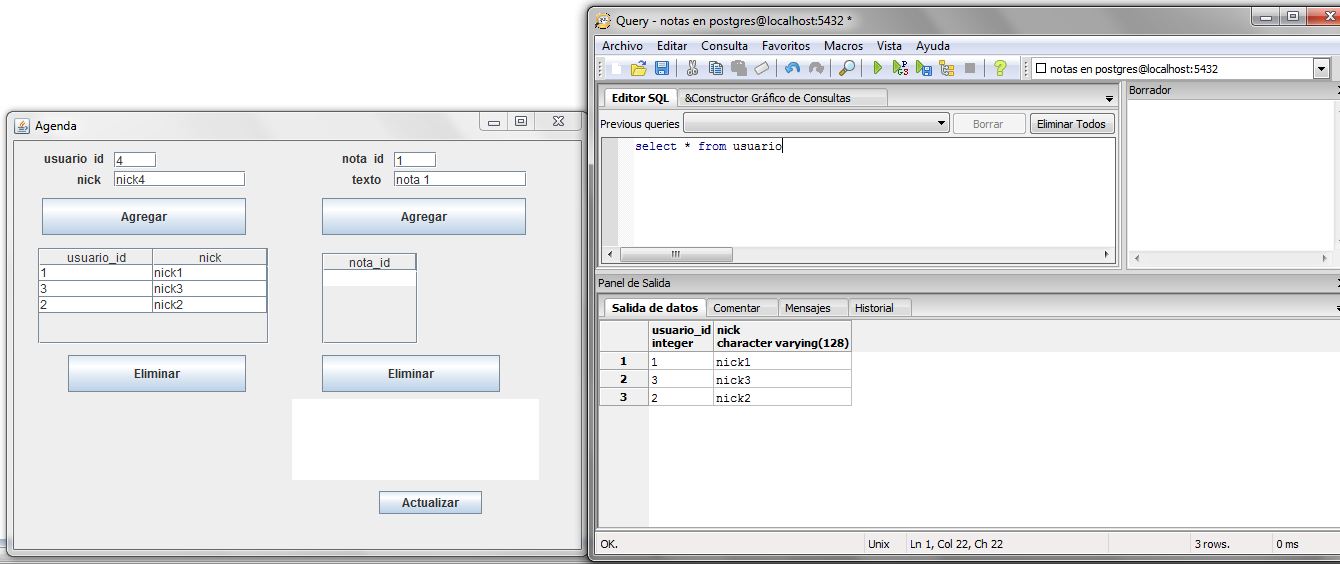 Agenda
usuario id 4
nick nick4
Agregar
usuario_id nick
1 nick1
3 nick3
2 nick2
Eliminar
nota id 1
texto nota 1
Agregar
nota_id
Eliminar
Actualizar
Query - notas en postgres@localhost:5432 *
Archivo Editar Consulta Favoritos Macros Vista Ayuda
notas en postgres@localhost:5432
Editor SQL &Constructor Gráfico de Consultas
Previous queries Borrar Eliminar Todos
select * from usuario
Borrador
Panel de Salida
Salida de datos Comentar Mensajes Historial
usuario_id nick
integer character varying(128)
1 1 nick1
2 3 nick3
3 2 nick2
OK. Unix Ln 1, Col 22, Ch 22 3 rows. 0 ms